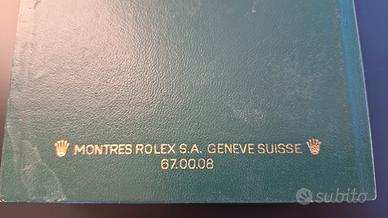 MONTRES ROLEX S.A. GENEVE SUISSE
67.00.08
subito